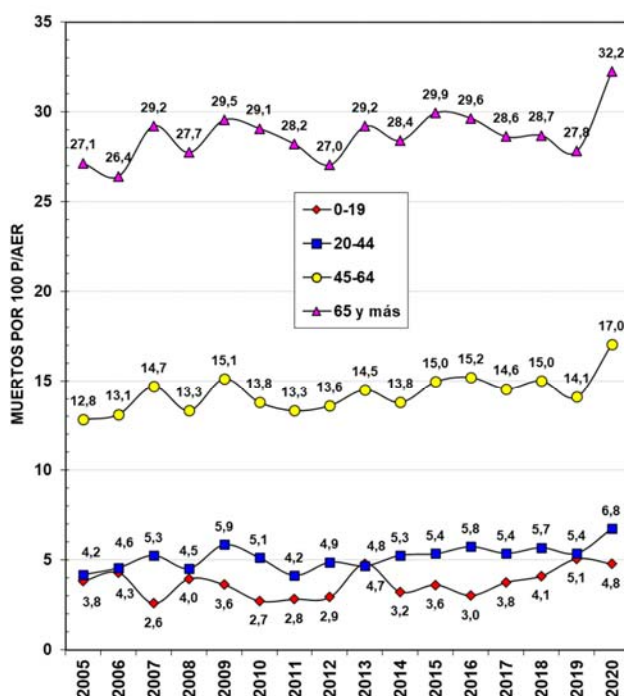 MUERTOS POR 100 P/AER
35
30
25
20
15
10
5
0
27,1 26,4 29,2 27,7 29,5 29,1 28,2 27,0 29,2 28,4 29,9 29,6 28,6 28,7 27,8 32,2
0-19
20-44
45-64
65 y más
12,8 13,1 14,7 13,3 15,1 13,8 13,3 13,6 14,5 13,8 15,0 15,2 14,6 15,0 14,1 17,0
4,2 4,6 5,3 4,5 5,9 5,1 4,2 4,9 4,8 5,3 5,4 5,8 5,4 5,7 5,4 6,8
3,8 4,3 2,6 4,0 3,6 2,7 2,8 2,9 4,7 3,2 3,6 3,0 3,8 4,1 5,1 4,8
2005 2006 2007 2008 2009 2010 2011 2012 2013 2014 2015 2016 2017 2018 2019 2020